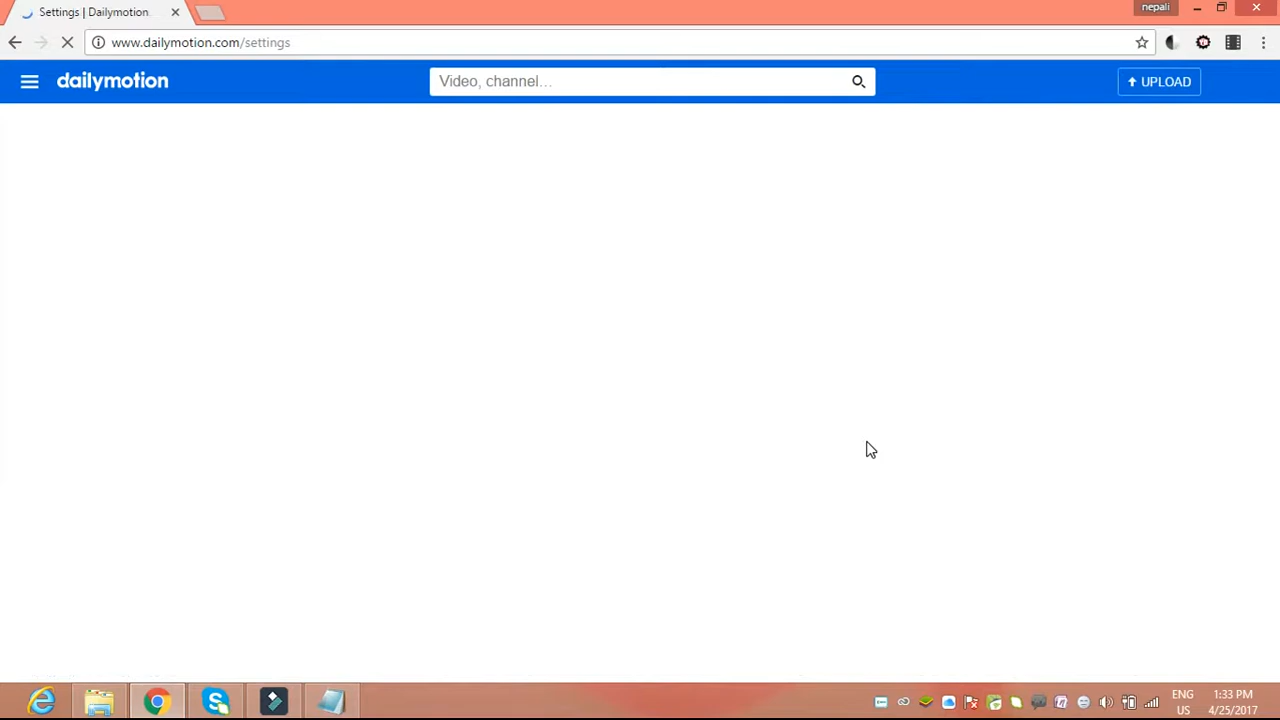 Settings | Dailymotion
nepali
www.dailymotion.com/settings
dailymotion
Video, channel...
UPLOAD
ENG
US
1:33 PM
4/25/2017